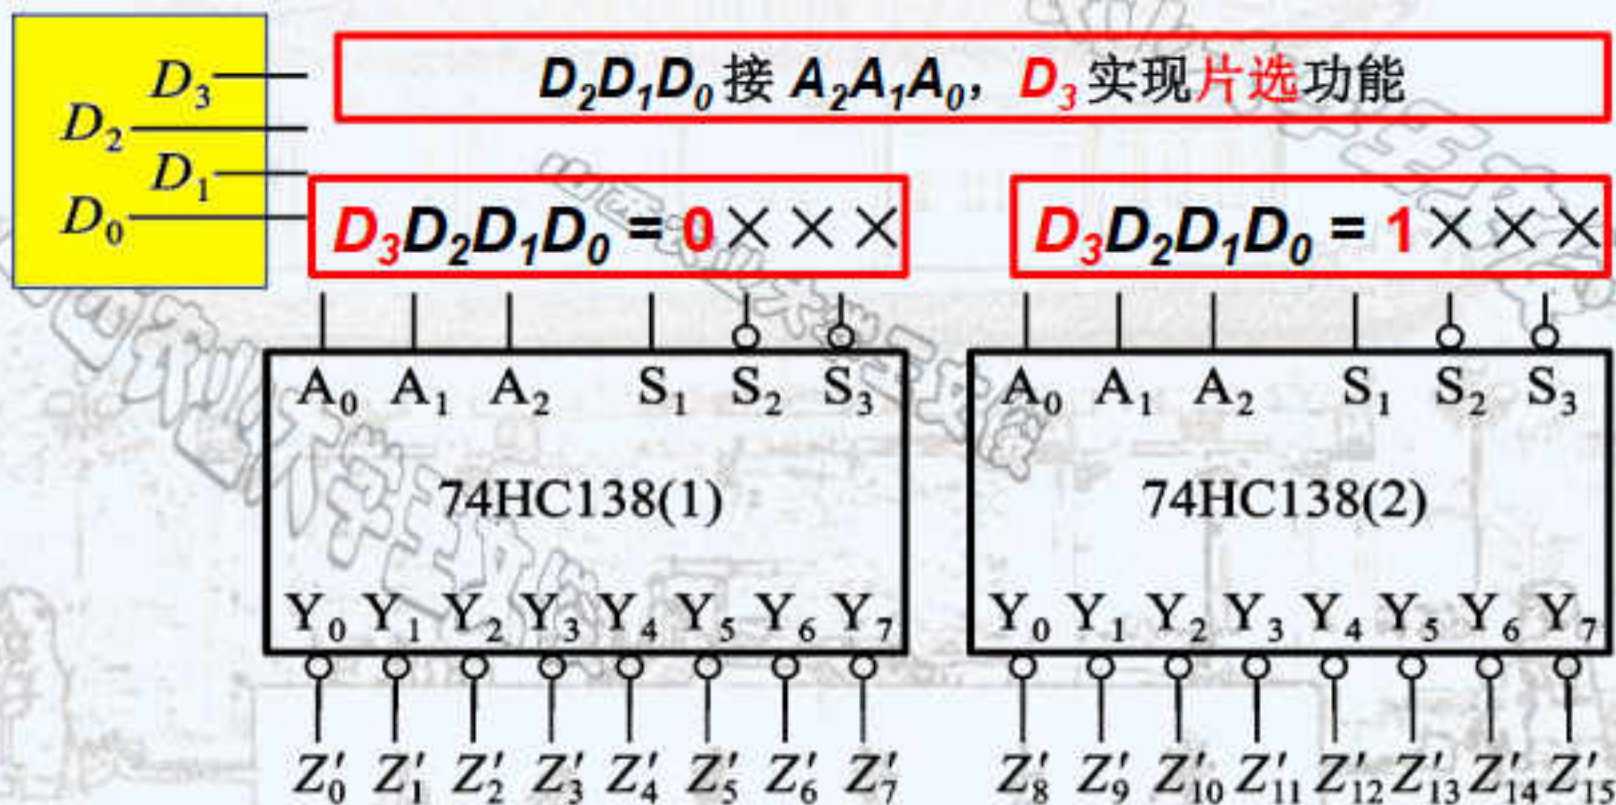 D₃
D₂D₁D₀ 接 A₂A₁A₀, D₃ 实现片选功能
D₂
D₁
D₀
D₃D₂D₁D₀ = 0×××
D₃D₂D₁D₀ = 1×××
A₀ A₁ A₂ S₁ S₂ S₃
74HC138(1)
Y₀ Y₁ Y₂ Y₃ Y₄ Y₅ Y₆ Y₇
Z′₀ Z′₁ Z′₂ Z′₃ Z′₄ Z′₅ Z′₆ Z′₇
A₀ A₁ A₂ S₁ S₂ S₃
74HC138(2)
Y₀ Y₁ Y₂ Y₃ Y₄ Y₅ Y₆ Y₇
Z′₈ Z′₉ Z′₁₀ Z′₁₁ Z′₁₂ Z′₁₃ Z′₁₄ Z′₁₅